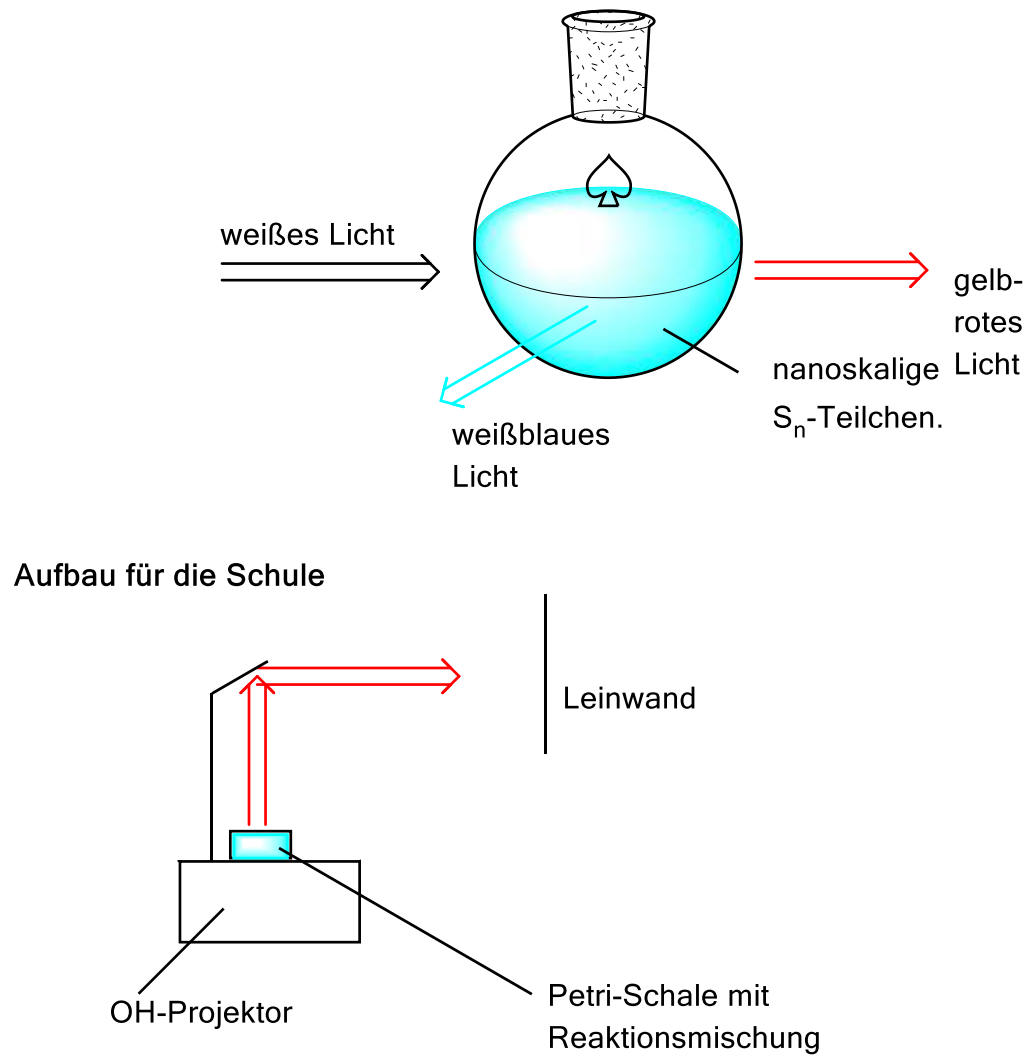 weißes Licht
gelb-
rotes
Licht
nanoskalige
Sn-Teilchen.
weißblaues
Licht
Aufbau für die Schule
Leinwand
OH-Projektor
Petri-Schale mit
Reaktionsmischung